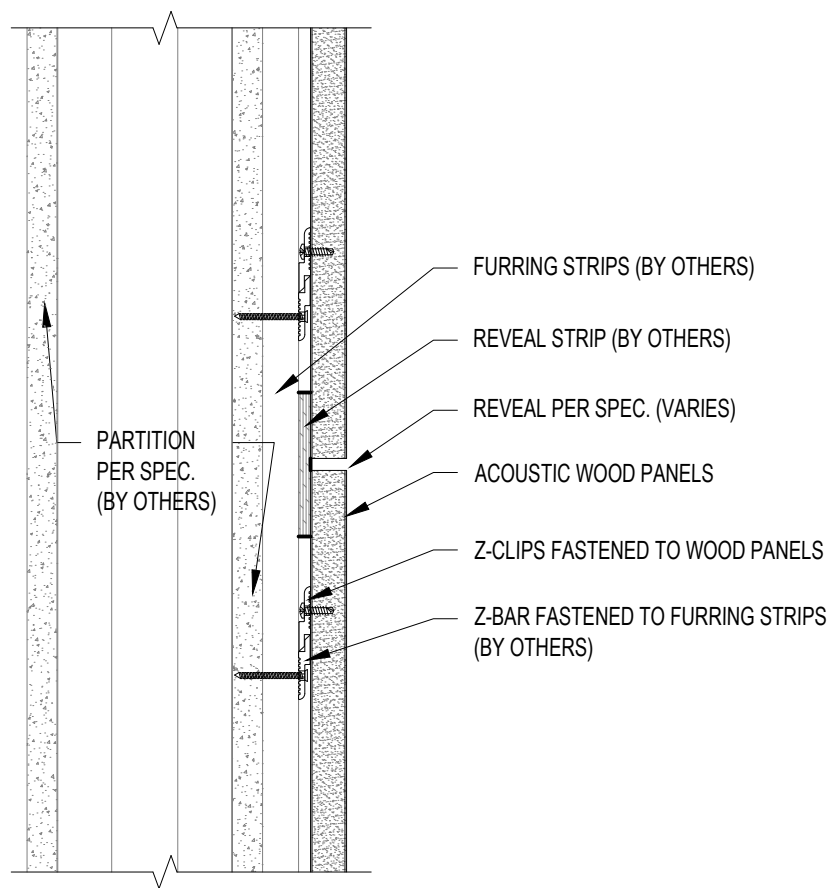 FURRING STRIPS (BY OTHERS)
REVEAL STRIP (BY OTHERS)
REVEAL PER SPEC. (VARIES)
PARTITION
PER SPEC.
(BY OTHERS)
ACOUSTIC WOOD PANELS
Z-CLIPS FASTENED TO WOOD PANELS
Z-BAR FASTENED TO FURRING STRIPS
(BY OTHERS)